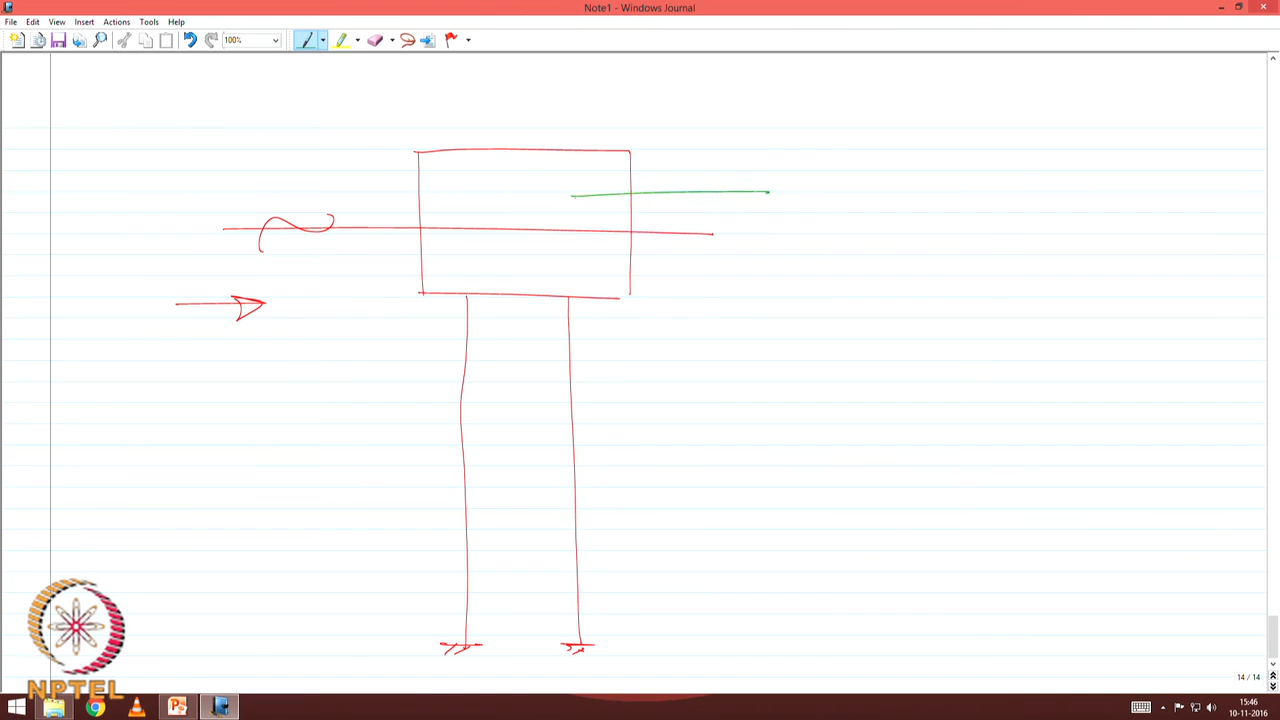 Note1 - Windows Journal
File Edit View Insert Actions Tools Help
100%
14 / 14
NPTEL
15:46
10-11-2016